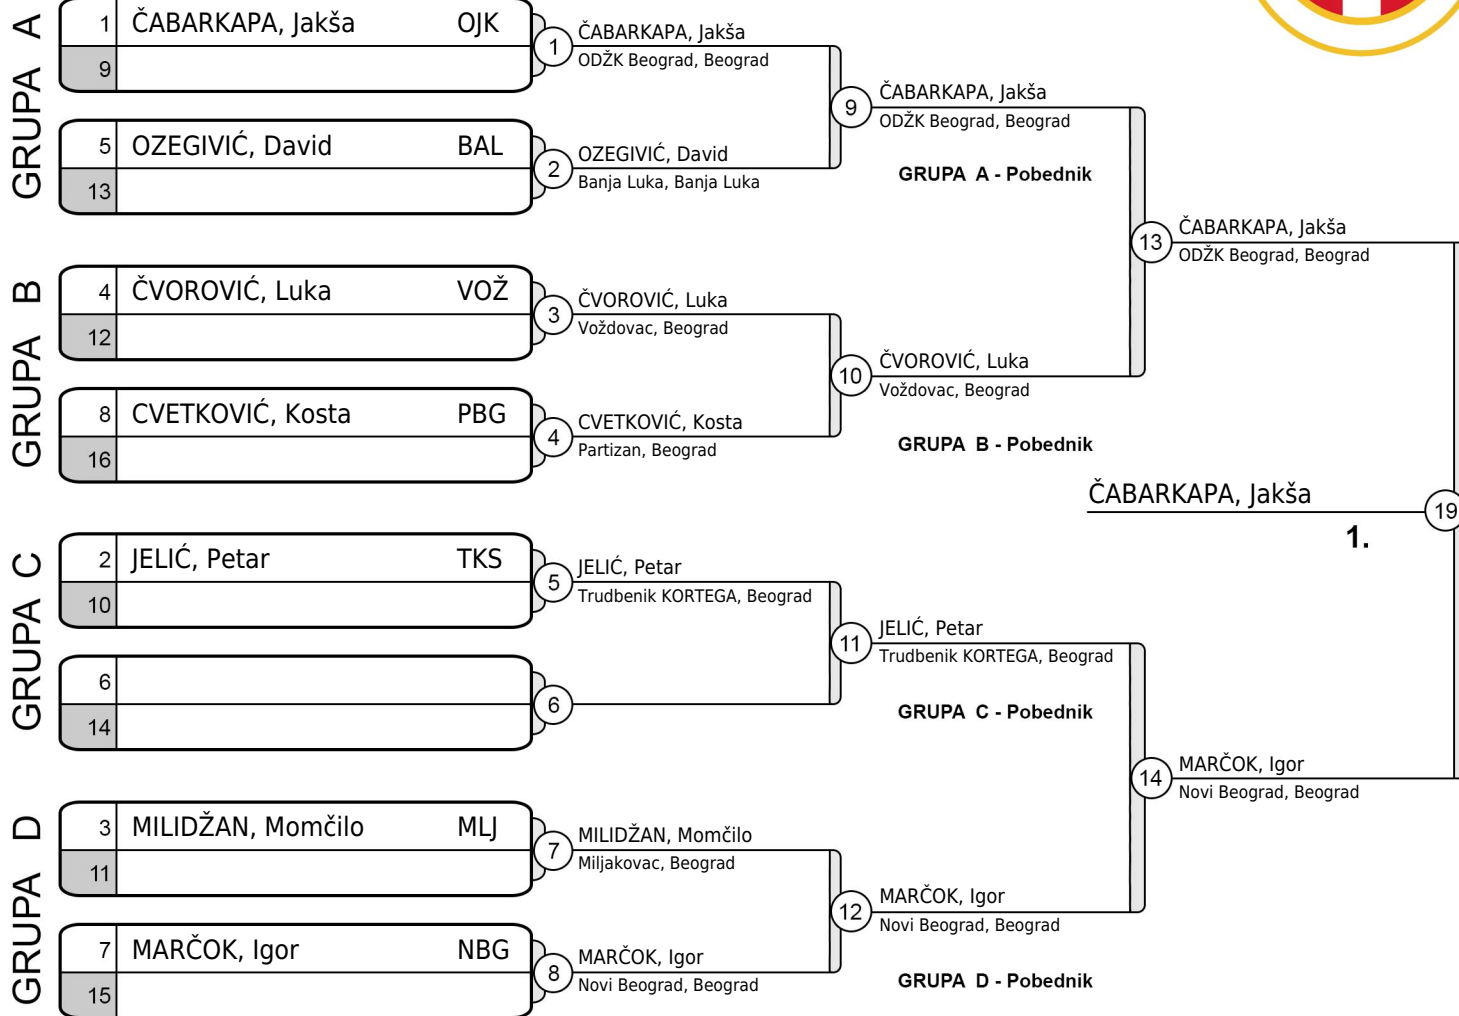 GRUPA A
1 ČABARKAPA, Jakša OJK
9
5 OZEGIVIĆ, David BAL
13
1
ČABARKAPA, Jakša
ODŽK Beograd, Beograd
2
OZEGIVIĆ, David
Banja Luka, Banja Luka
9
ČABARKAPA, Jakša
ODŽK Beograd, Beograd
GRUPA A - Pobednik
GRUPA B
4 ČVOROVIĆ, Luka VOŽ
12
8 CVETKOVIĆ, Kosta PBG
16
3
ČVOROVIĆ, Luka
Voždovac, Beograd
4
CVETKOVIĆ, Kosta
Partizan, Beograd
10
ČVOROVIĆ, Luka
Voždovac, Beograd
GRUPA B - Pobednik
13
ČABARKAPA, Jakša
ODŽK Beograd, Beograd
ČABARKAPA, Jakša
19
1.
GRUPA C
2 JELIĆ, Petar TKS
10
6
14
5
JELIĆ, Petar
Trudbenik KORTEGA, Beograd
6
11
JELIĆ, Petar
Trudbenik KORTEGA, Beograd
GRUPA C - Pobednik
GRUPA D
3 MILIDŽAN, Momčilo MLJ
11
7 MARČOK, Igor NBG
15
7
MILIDŽAN, Momčilo
Miljakovac, Beograd
8
MARČOK, Igor
Novi Beograd, Beograd
12
MARČOK, Igor
Novi Beograd, Beograd
GRUPA D - Pobednik
14
MARČOK, Igor
Novi Beograd, Beograd